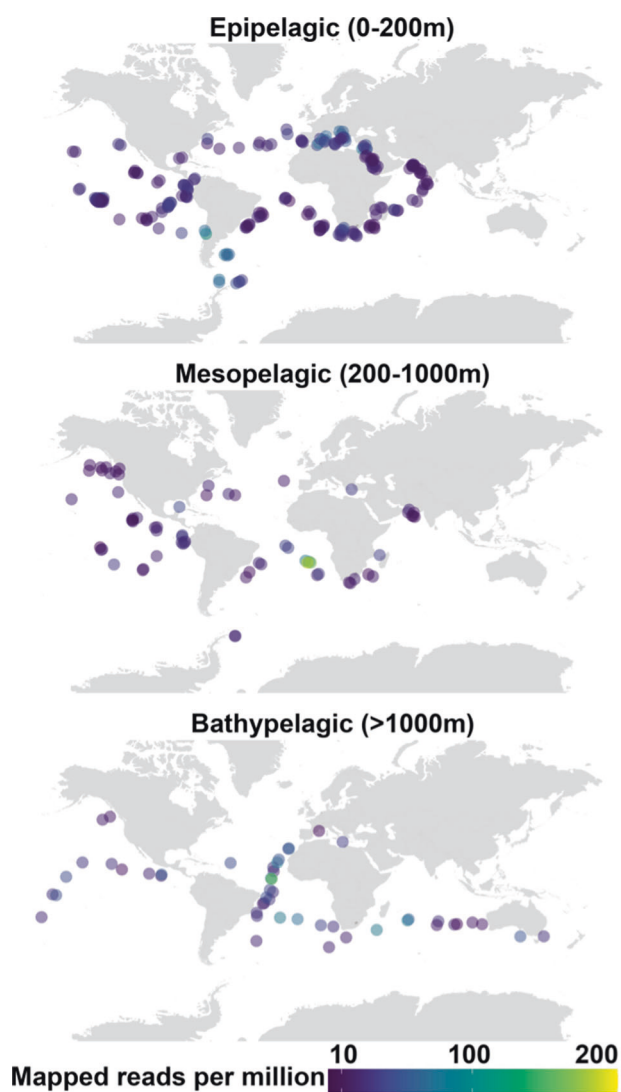 Epipelagic (0-200m)
Mesopelagic (200-1000m)
Bathypelagic (>1000m)
10 100 200
Mapped reads per million